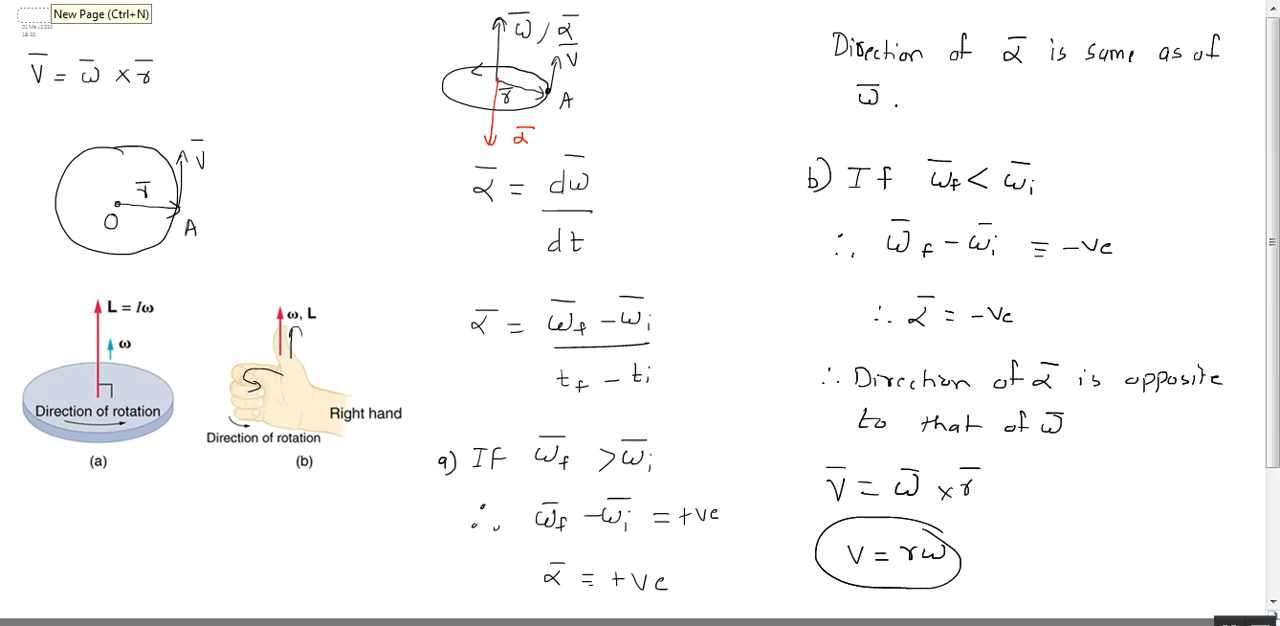 New Page (Ctrl+N)
V̅ = ω̅ × r̅
V̅
r̅
O
A
L = Iω
ω
Direction of rotation
(a)
ω, L
Right hand
Direction of rotation
(b)
ω̅ / α̅
V̅
r̅
A
α̅
α̅ = dω̅
dt
α̅ = ω̅f – ω̅i
tf – ti
a) If ω̅f > ω̅i
∴ ω̅f – ω̅i = +ve
α̅ = +ve
Direction of α̅ is same as of
ω̅.
b) If ω̅f < ω̅i
∴ ω̅f – ω̅i = –ve
∴ α̅ = –ve
∴ Direction of α̅ is opposite
to that of ω̅
V̅ = ω̅ × r̅
V = rω